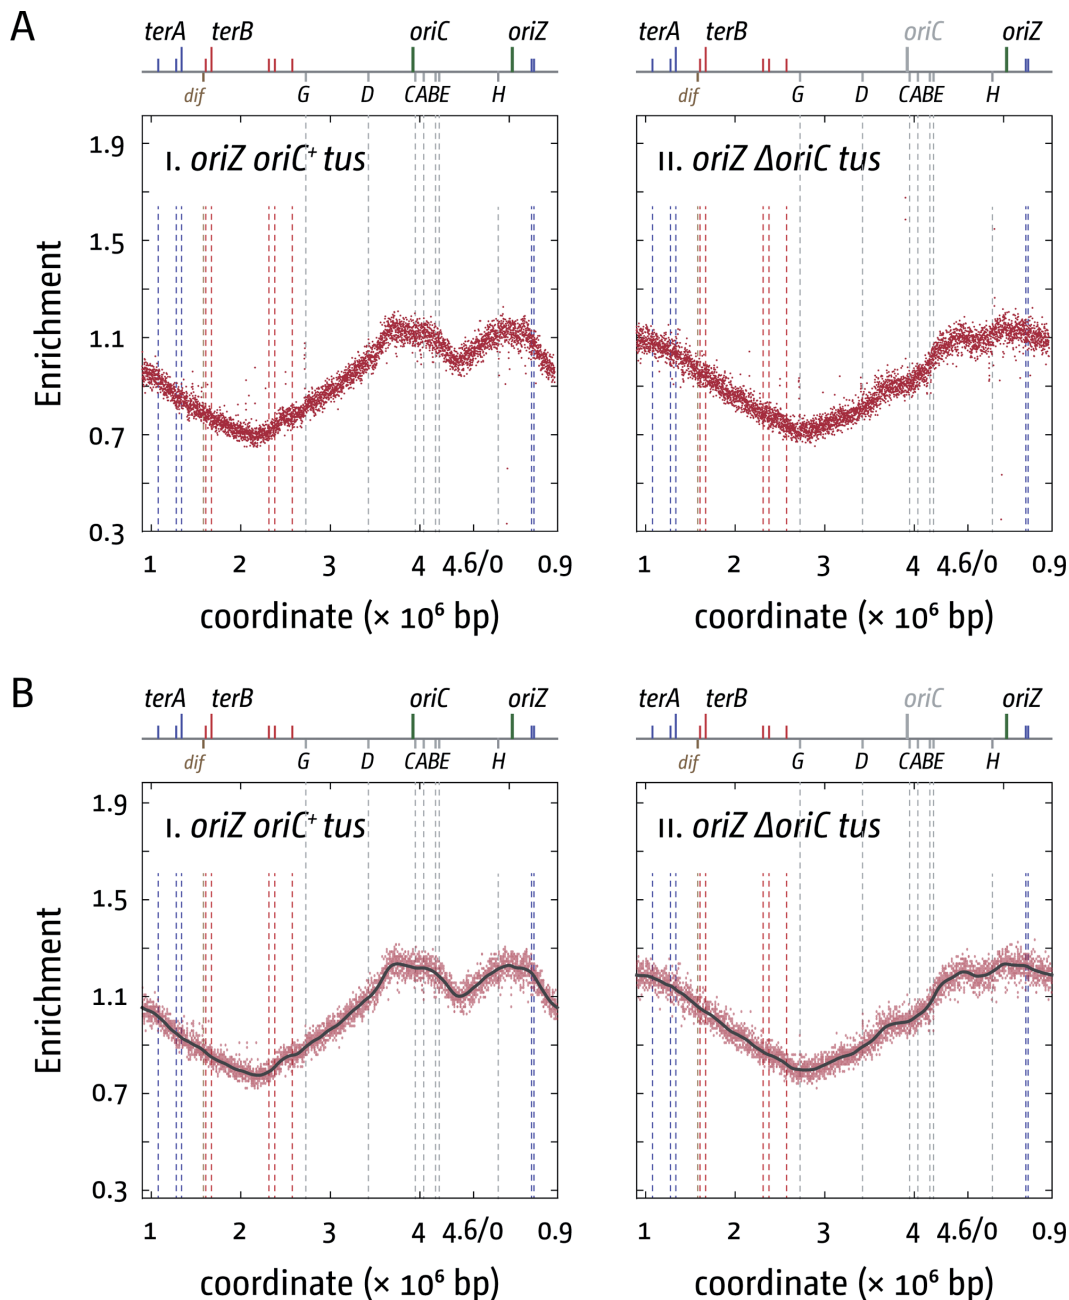 A
terA terB oriC oriZ
dif G D CABE H
I. oriZ oriC⁺ tus
1.9
1.5
1.1
0.7
0.3
Enrichment
1 2 3 4 4.6/0 0.9
coordinate (× 10⁶ bp)
terA terB oriC oriZ
dif G D CABE H
II. oriZ ΔoriC tus
1 2 3 4 4.6/0 0.9
coordinate (× 10⁶ bp)
B
terA terB oriC oriZ
dif G D CABE H
I. oriZ oriC⁺ tus
1.9
1.5
1.1
0.7
0.3
Enrichment
1 2 3 4 4.6/0 0.9
coordinate (× 10⁶ bp)
terA terB oriC oriZ
dif G D CABE H
II. oriZ ΔoriC tus
1 2 3 4 4.6/0 0.9
coordinate (× 10⁶ bp)